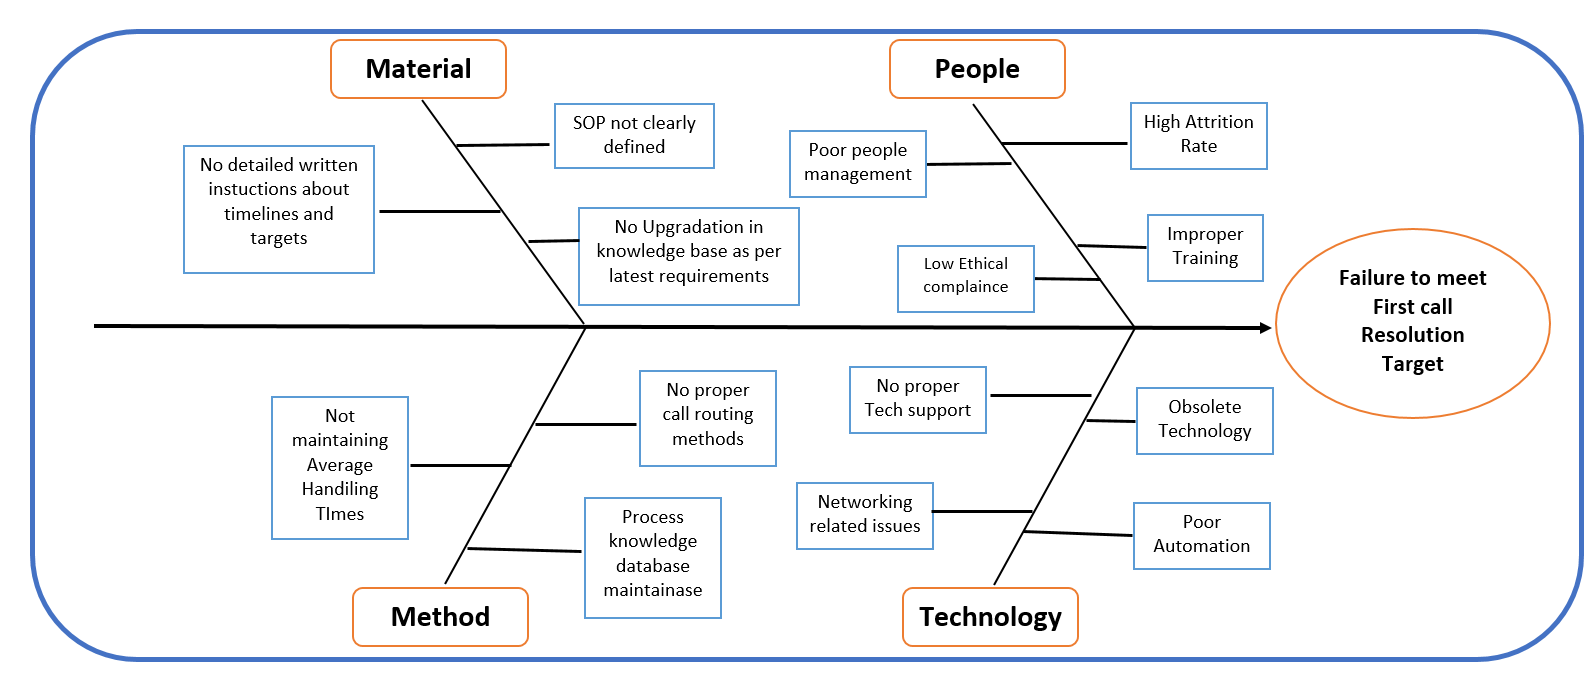 Material
People
SOP not clearly
defined
No detailed written
instuctions about
timelines and
targets
No Upgradation in
knowledge base as per
latest requirements
Poor people
management
High Attrition
Rate
Improper
Training
Low Ethical
complaince
Failure to meet
First call
Resolution
Target
Not
maintaining
Average
Handiling
TImes
No proper
call routing
methods
Process
knowledge
database
maintainase
No proper
Tech support
Obsolete
Technology
Networking
related issues
Poor
Automation
Method
Technology